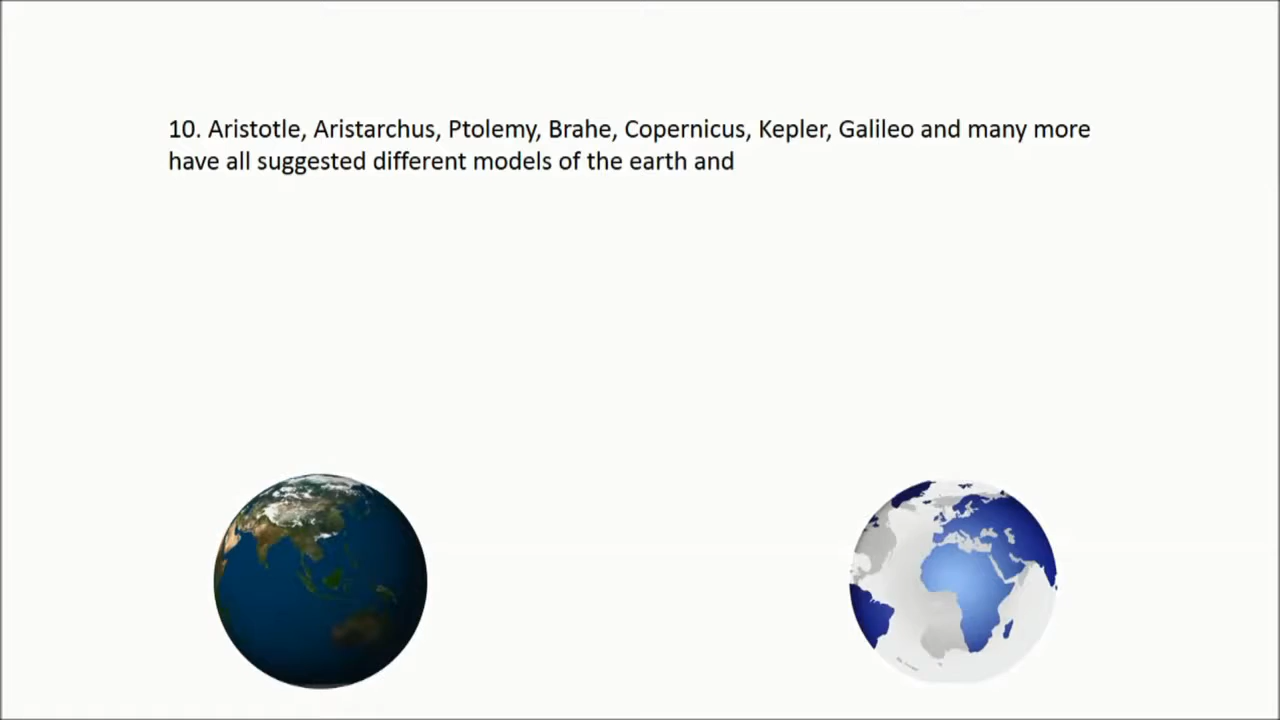 10. Aristotle, Aristarchus, Ptolemy, Brahe, Copernicus, Kepler, Galileo and many more
have all suggested different models of the earth and